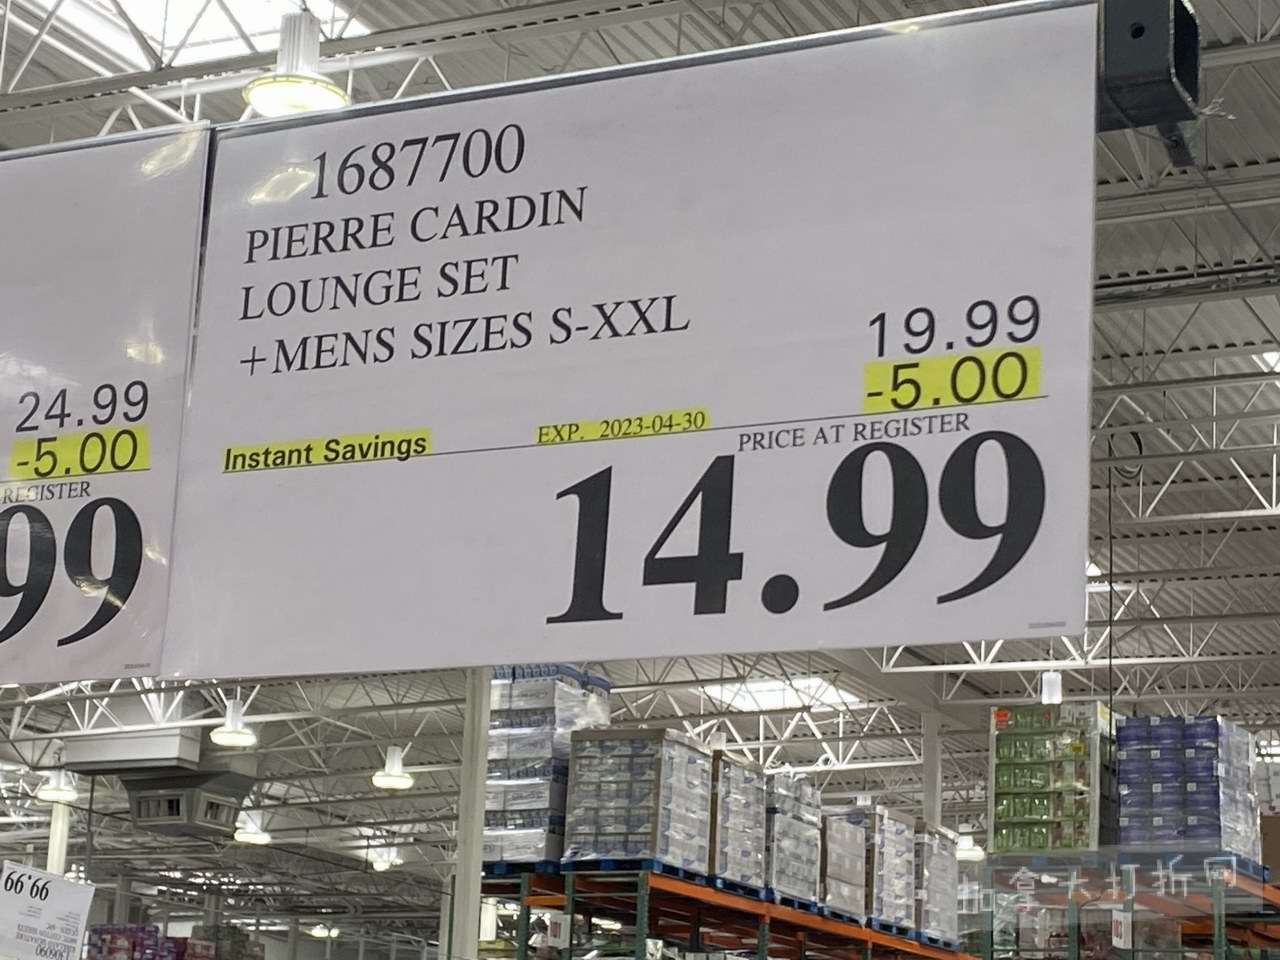 1687700
PIERRE CARDIN
LOUNGE SET
+MENS SIZES S-XXL
19.99
-5.00
Instant Savings
EXP. 2023-04-30
PRICE AT REGISTER
14.99
24.99
-5.00
REGISTER
99
99.99
加拿大打折网